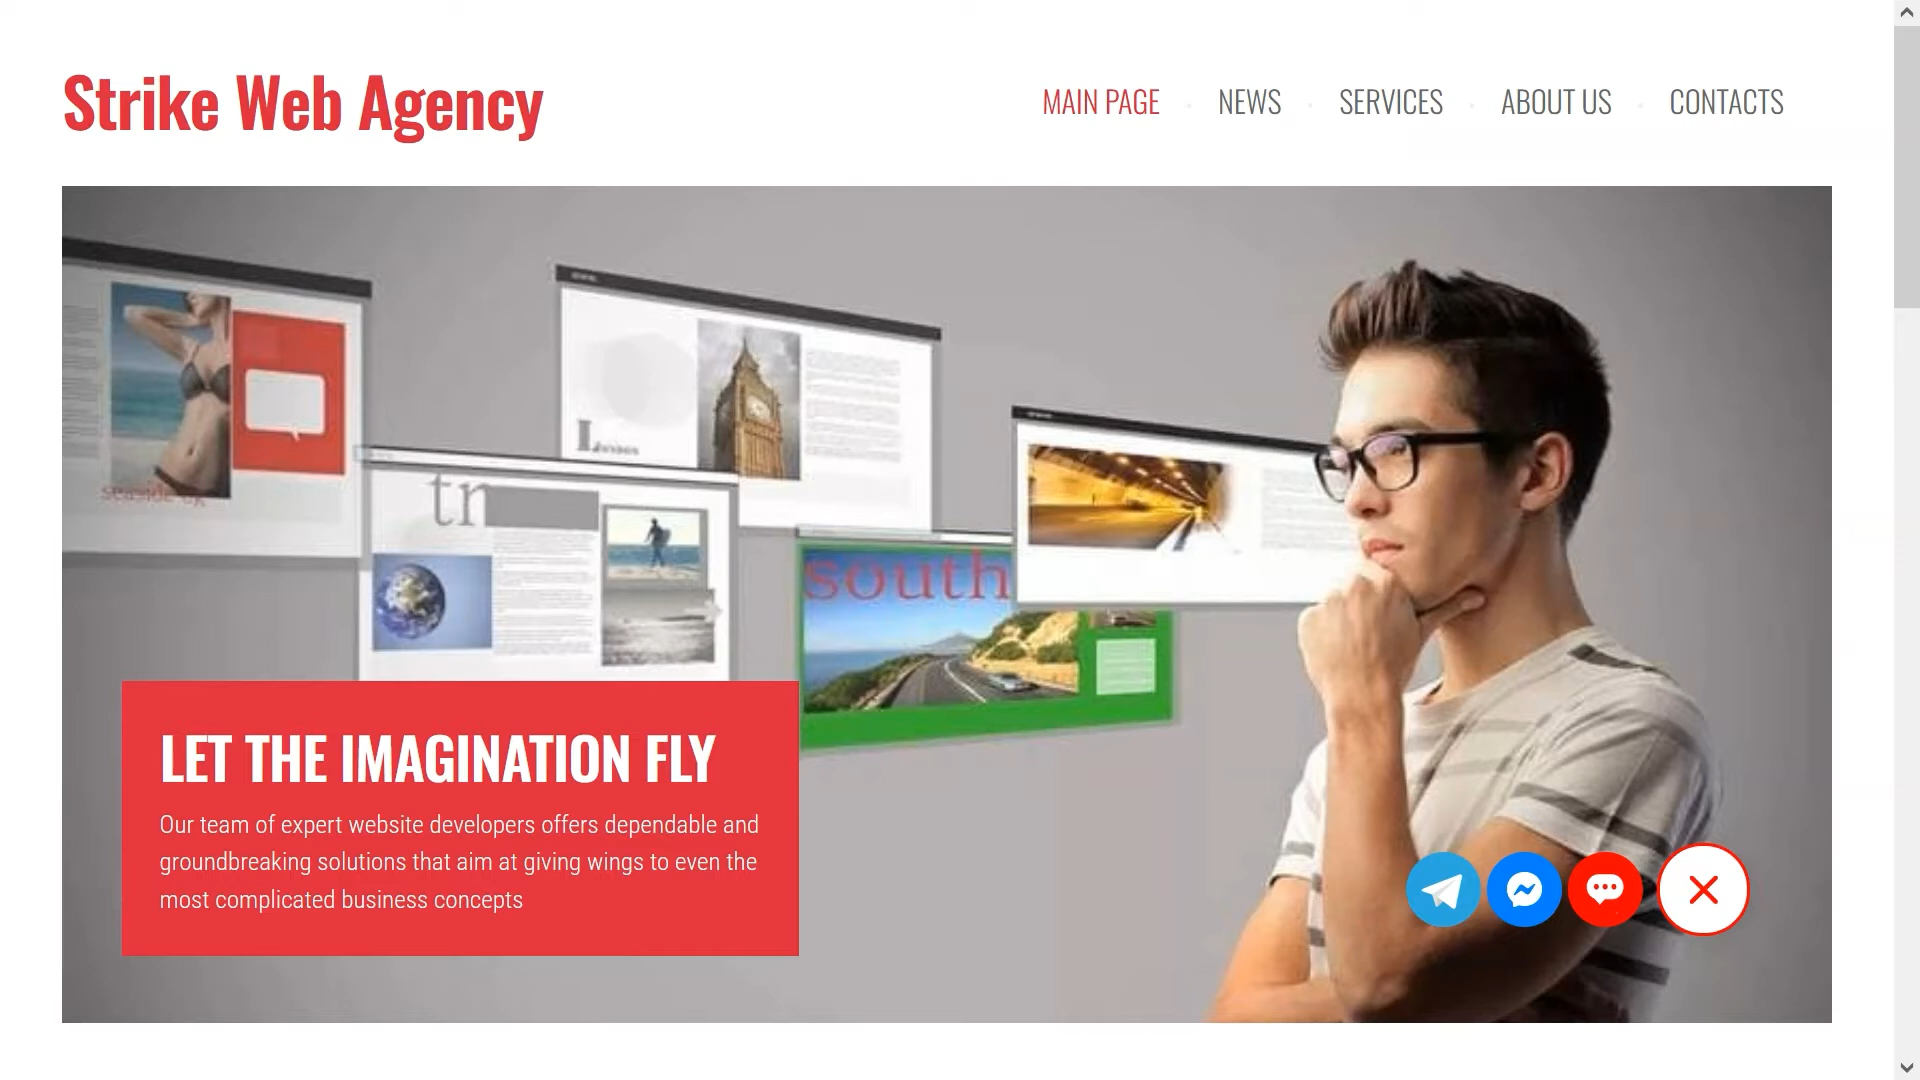 Strike Web Agency
MAIN PAGE
NEWS
SERVICES
ABOUT US
CONTACTS
south
tr
LET THE IMAGINATION FLY
Our team of expert website developers offers dependable and
groundbreaking solutions that aim at giving wings to even the
most complicated business concepts